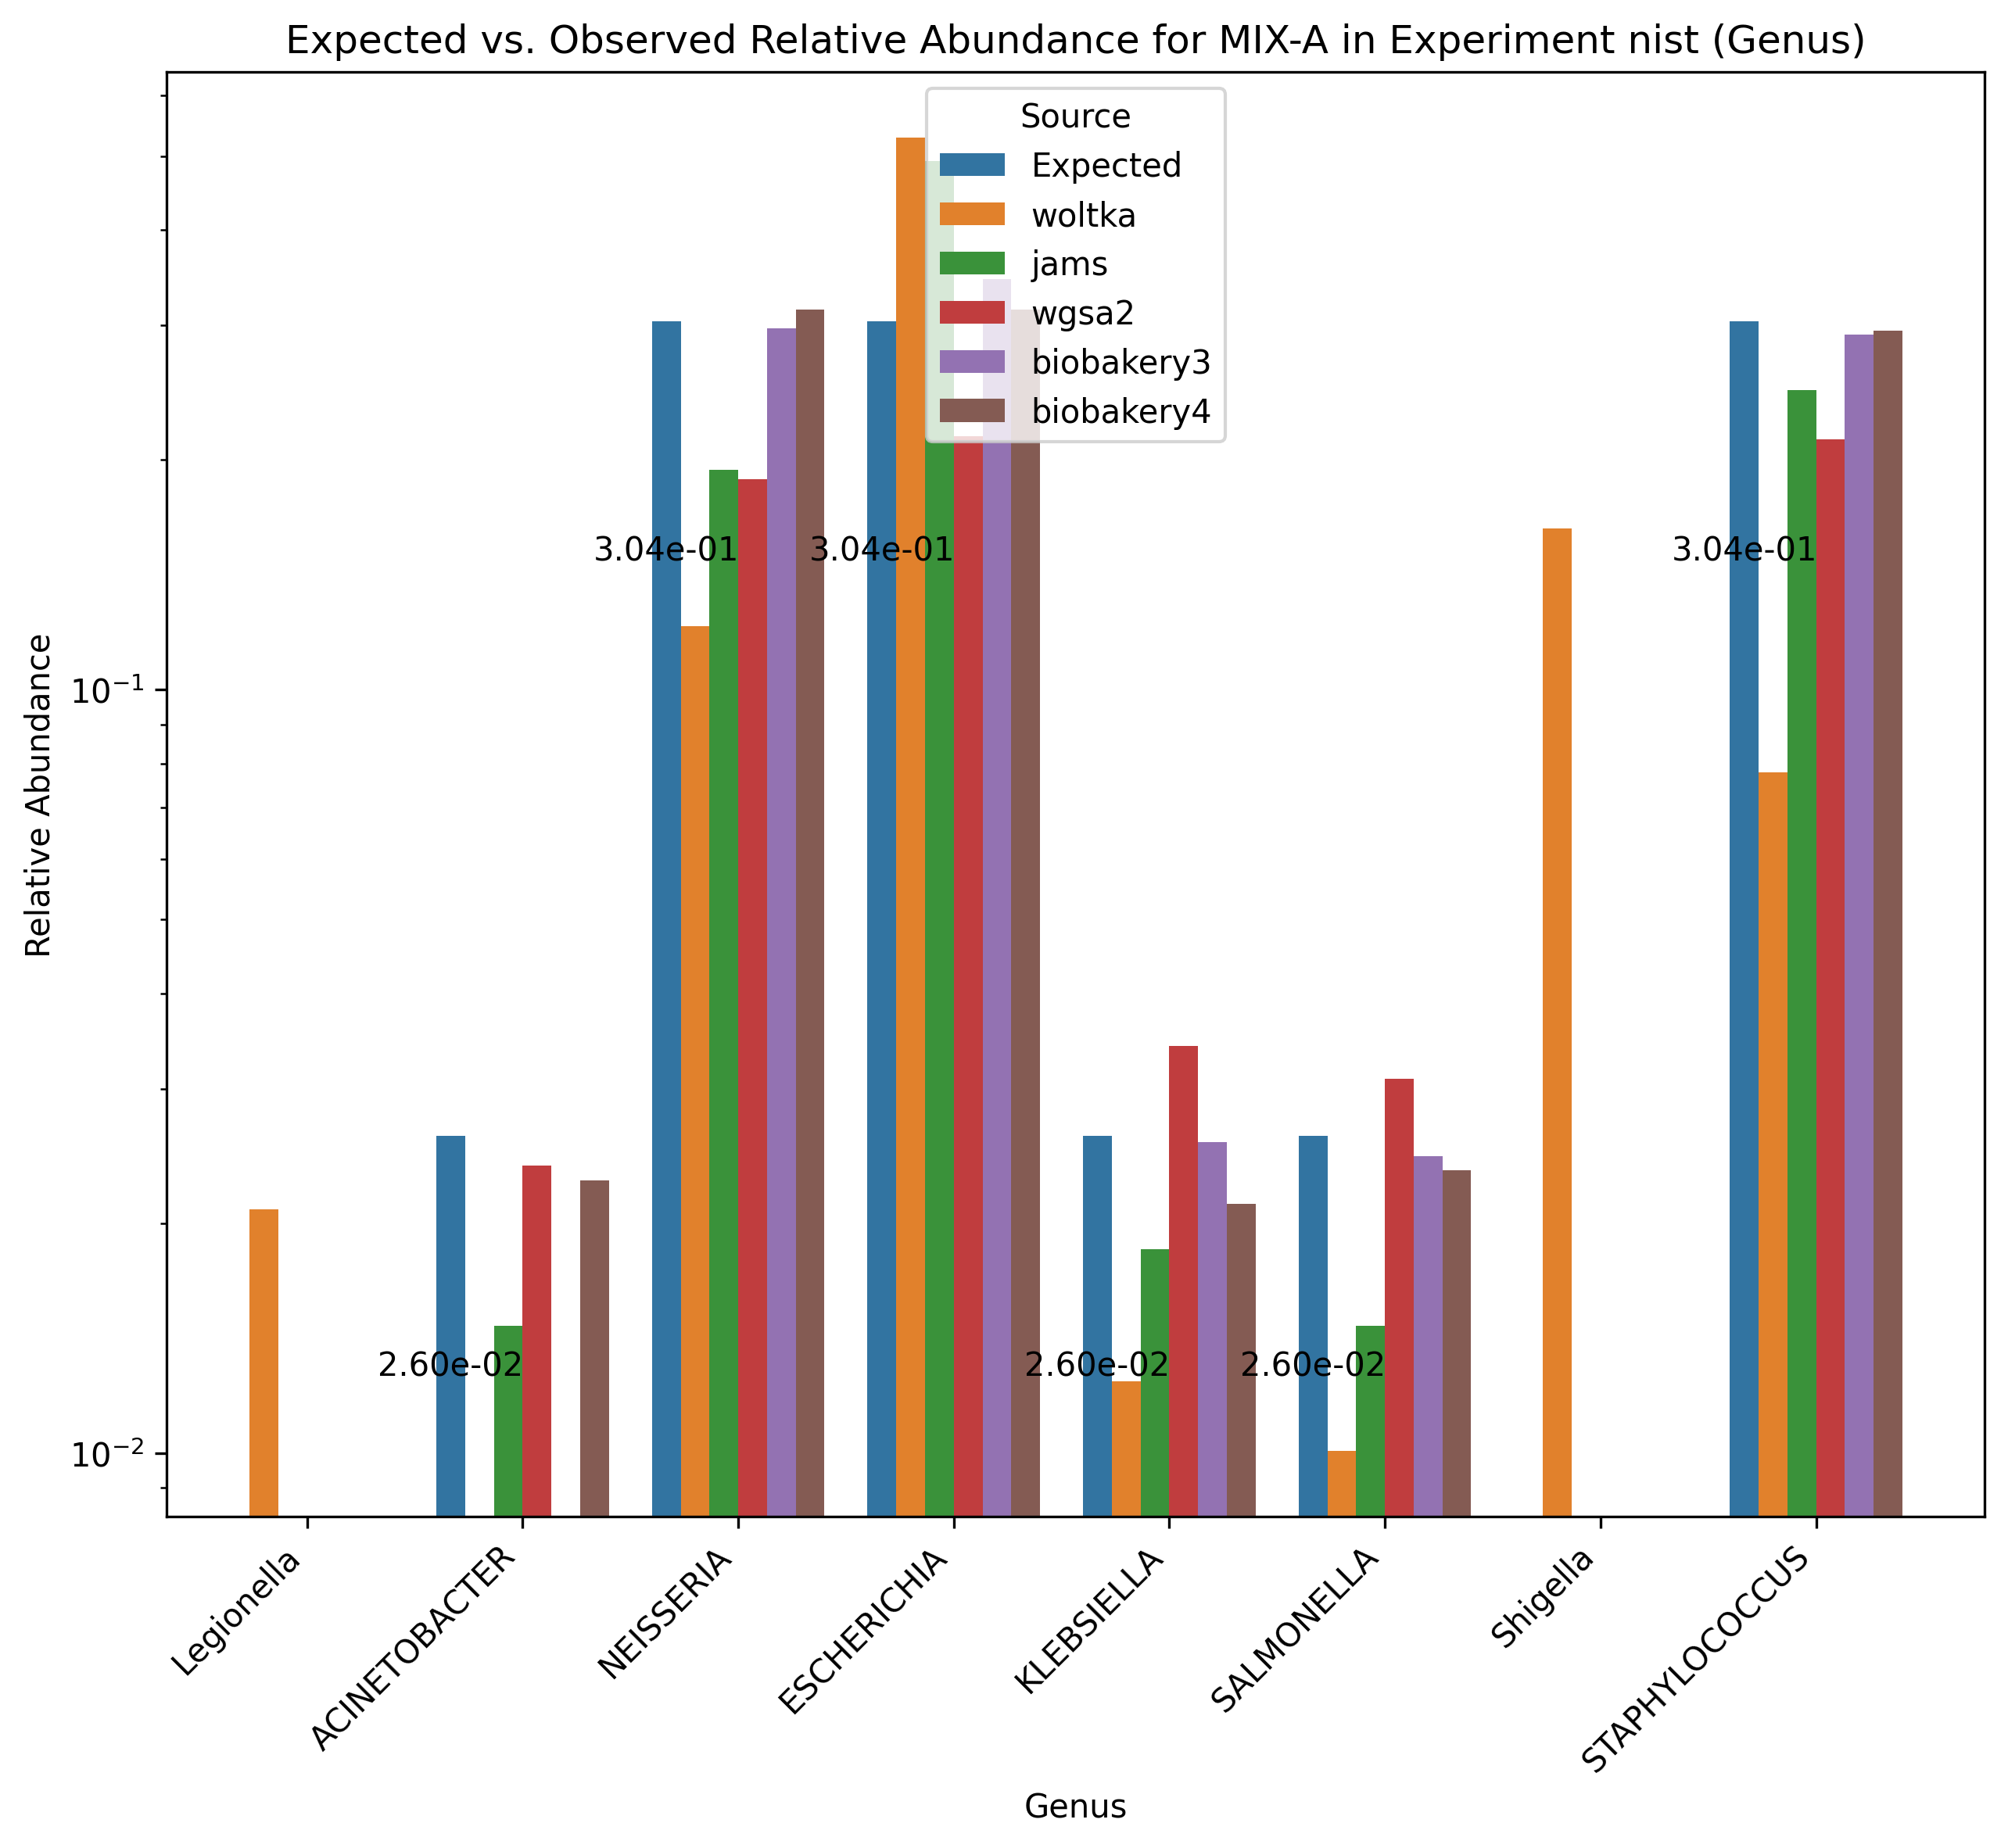 Expected vs. Observed Relative Abundance for MIX-A in Experiment nist (Genus)
Source
Expected
woltka
jams
wgsa2
biobakery3
biobakery4
3.04e-01 3.04e-01 3.04e-01
10⁻¹
Relative Abundance
2.60e-02 2.60e-02 2.60e-02
10⁻²
Legionella ACINETOBACTER NEISSERIA ESCHERICHIA KLEBSIELLA SALMONELLA Shigella STAPHYLOCOCCUS
Genus